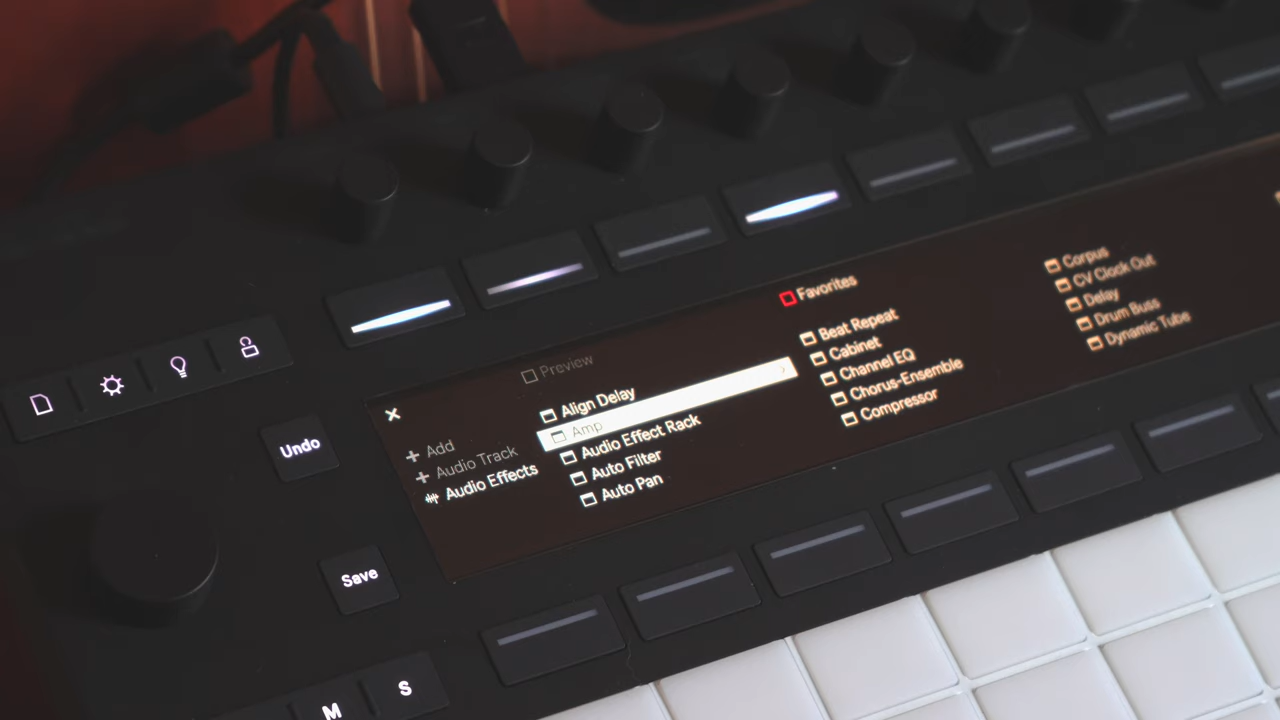 Preview
Favorites
Add
Audio Track
Audio Effects
Align Delay
Amp
Audio Effect Rack
Auto Filter
Auto Pan
Beat Repeat
Cabinet
Channel EQ
Chorus-Ensemble
Compressor
Corpus
CV Clock Out
Delay
Drum Buss
Dynamic Tube
Undo
Save
M
S